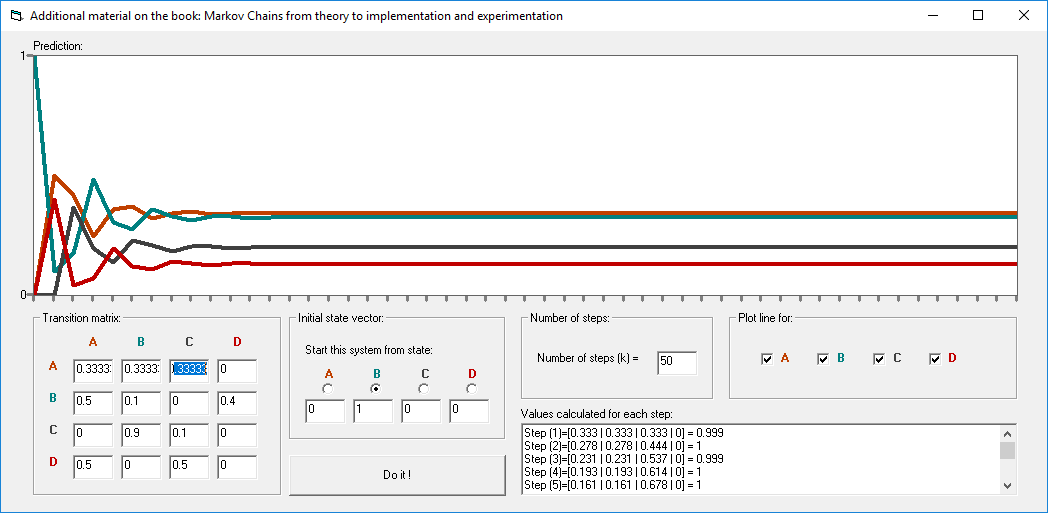 Additional material on the book: Markov Chains from theory to implementation and experimentation
Prediction:
1
0
Transition matrix:
A B C D
A 0.3333 0.3333 .33333 0
B 0.5 0.1 0 0.4
C 0 0.9 0.1 0
D 0.5 0 0.5 0
Initial state vector:
Start this system from state:
A B C D
0 1 0 0
Do it !
Number of steps:
Number of steps (k) = 50
Plot line for:
A B C D
Values calculated for each step:
Step (1)=[0.333 | 0.333 | 0.333 | 0] = 0.999
Step (2)=[0.278 | 0.278 | 0.444 | 0] = 1
Step (3)=[0.231 | 0.231 | 0.537 | 0] = 0.999
Step (4)=[0.193 | 0.193 | 0.614 | 0] = 1
Step (5)=[0.161 | 0.161 | 0.678 | 0] = 1